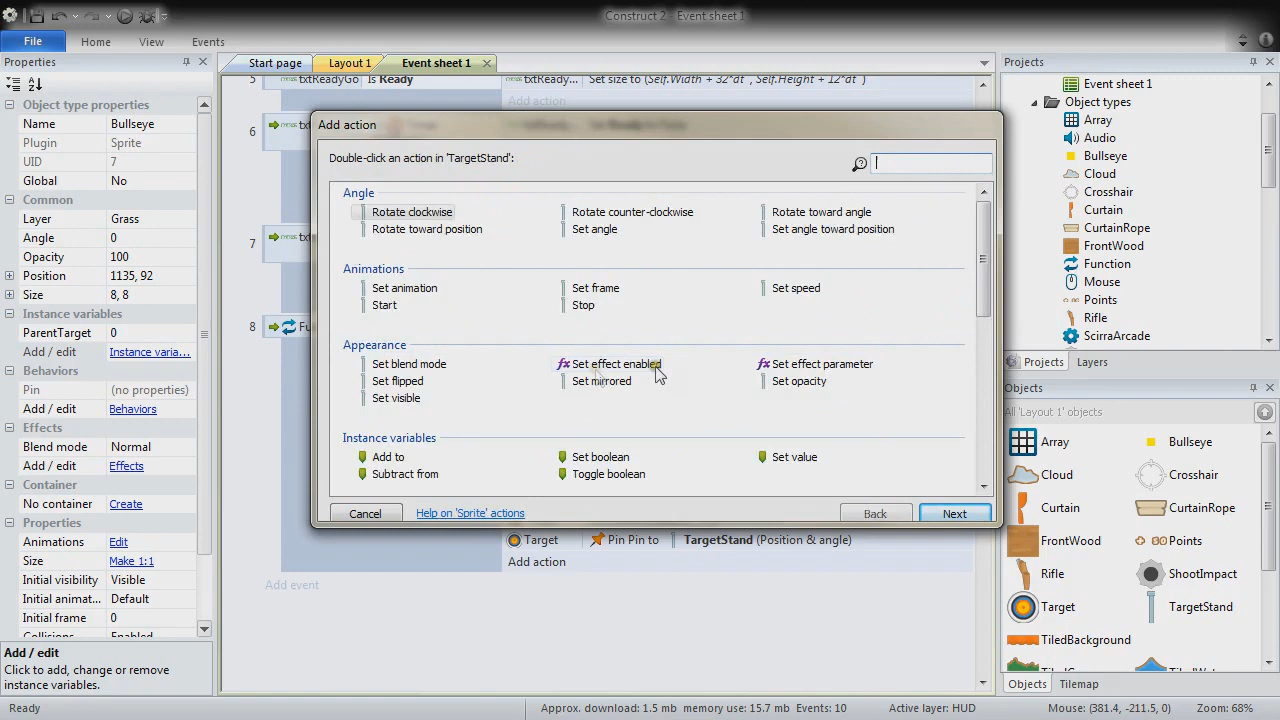 Construct 2 - Event sheet 1
File Home View Events
Properties
Object type properties
Name Bullseye
Plugin Sprite
UID 7
Global No
Common
Layer Grass
Angle 0
Opacity 100
Position 1135, 92
Size 8, 8
Instance variables
ParentTarget 0
Add / edit Instance varia...
Behaviors
Pin (no properties)
Add / edit Behaviors
Effects
Blend mode Normal
Add / edit Effects
Container
No container Create
Properties
Animations Edit
Size Make 1:1
Initial visibility Visible
Initial animat... Default
Initial frame 0
Collisions Enabled
Add / edit
Click to add, change or remove
instance variables.
Start page Layout 1 Event sheet 1
5 txtReadyGo Is Ready txtReady... Set size to (Self.Width + 32*dt , Self.Height + 12*dt )
Add action
6
7
8 Fu
Add action
Double-click an action in 'TargetStand':
Angle
Rotate clockwise Rotate counter-clockwise Rotate toward angle
Rotate toward position Set angle Set angle toward position
Animations
Set animation Set frame Set speed
Start Stop
Appearance
Set blend mode Set effect enabled Set effect parameter
Set flipped Set mirrored Set opacity
Set visible
Instance variables
Add to Set boolean Set value
Subtract from Toggle boolean
Cancel Help on 'Sprite' actions Back Next
Target Pin Pin to TargetStand (Position & angle)
Add action
Add event
Projects
Event sheet 1
Object types
Array
Audio
Bullseye
Cloud
Crosshair
Curtain
CurtainRope
FrontWood
Function
Mouse
Points
Rifle
ScirraArcade
Projects Layers
Objects
All 'Layout 1' objects
Array Bullseye
Cloud Crosshair
Curtain CurtainRope
FrontWood Points
Rifle ShootImpact
Target TargetStand
TiledBackground
Objects Tilemap
Ready Approx. download: 1.5 mb memory use: 15.7 mb Events: 10 Active layer: HUD Mouse: (381.4, -211.5, 0) Zoom: 68%